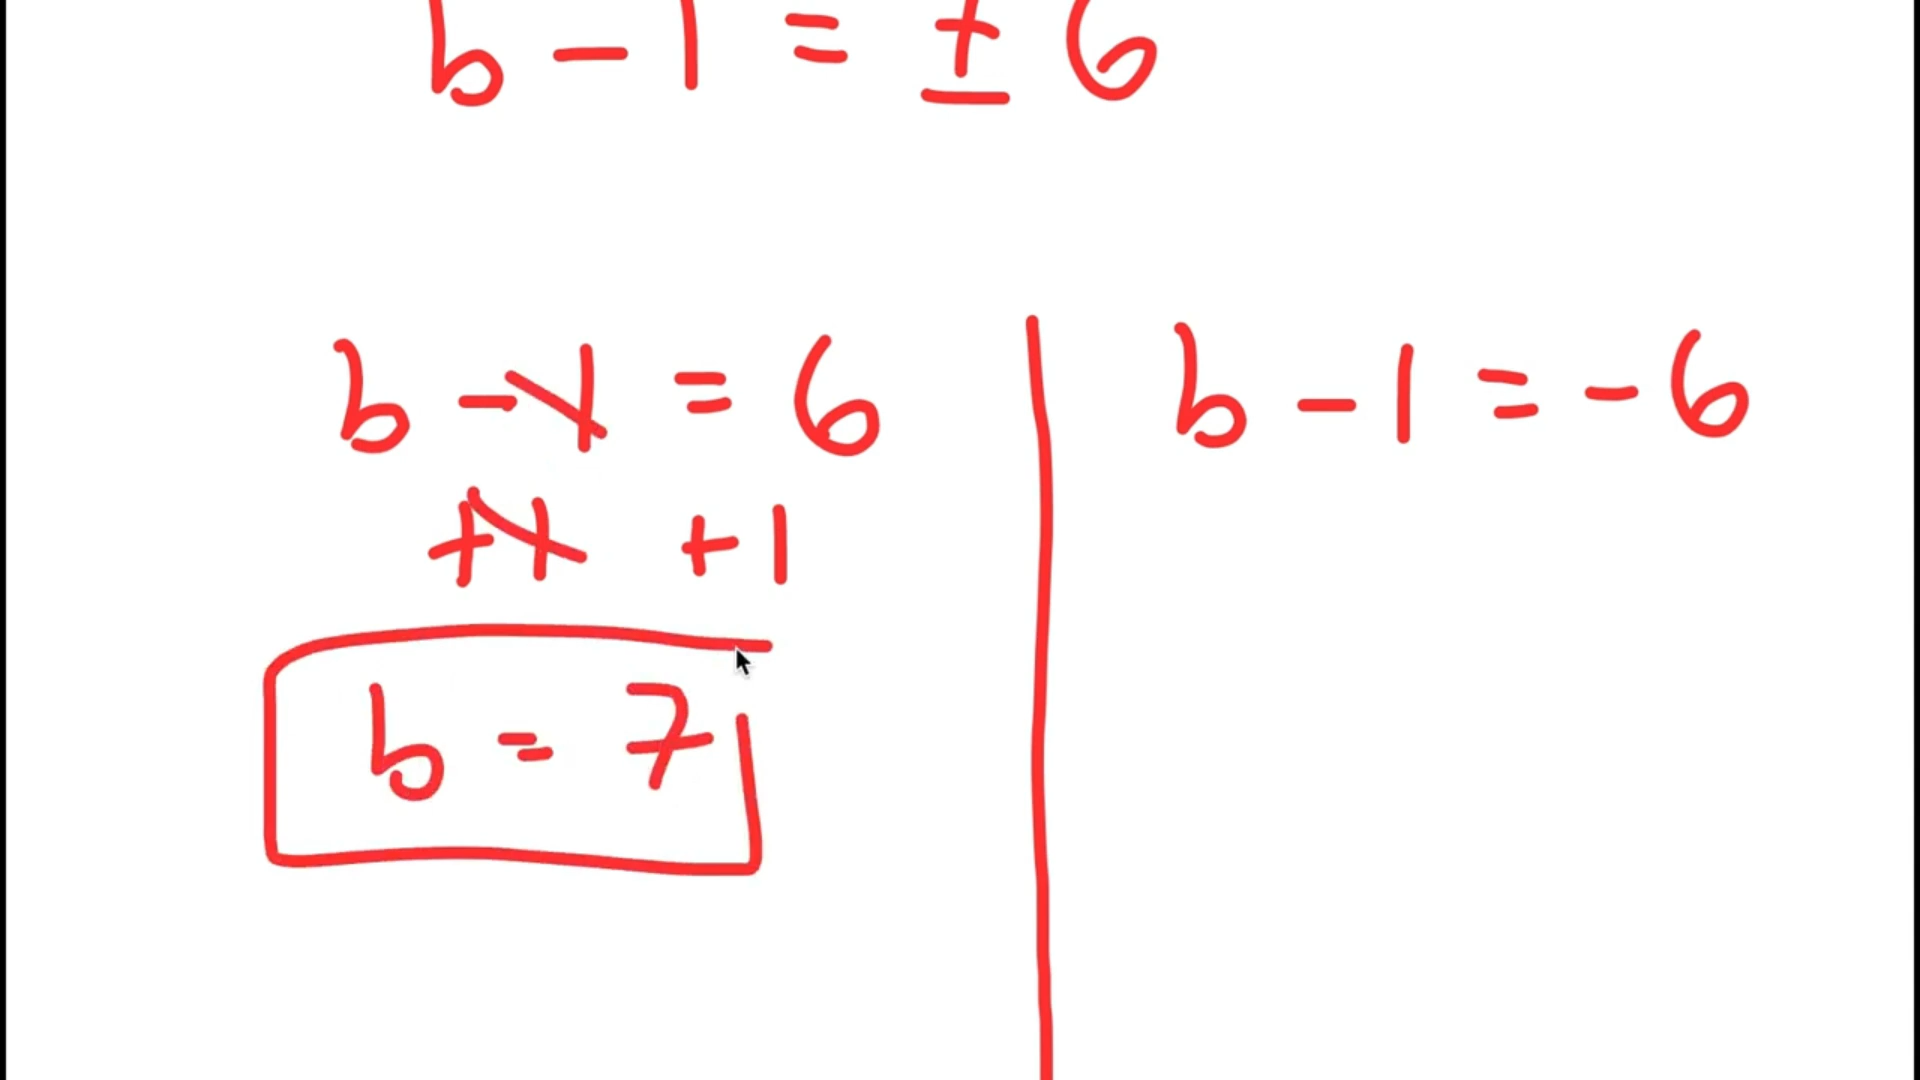 b - 1 = ± 6
b - 1 = 6
+ 1 + 1
b = 7
b - 1 = - 6